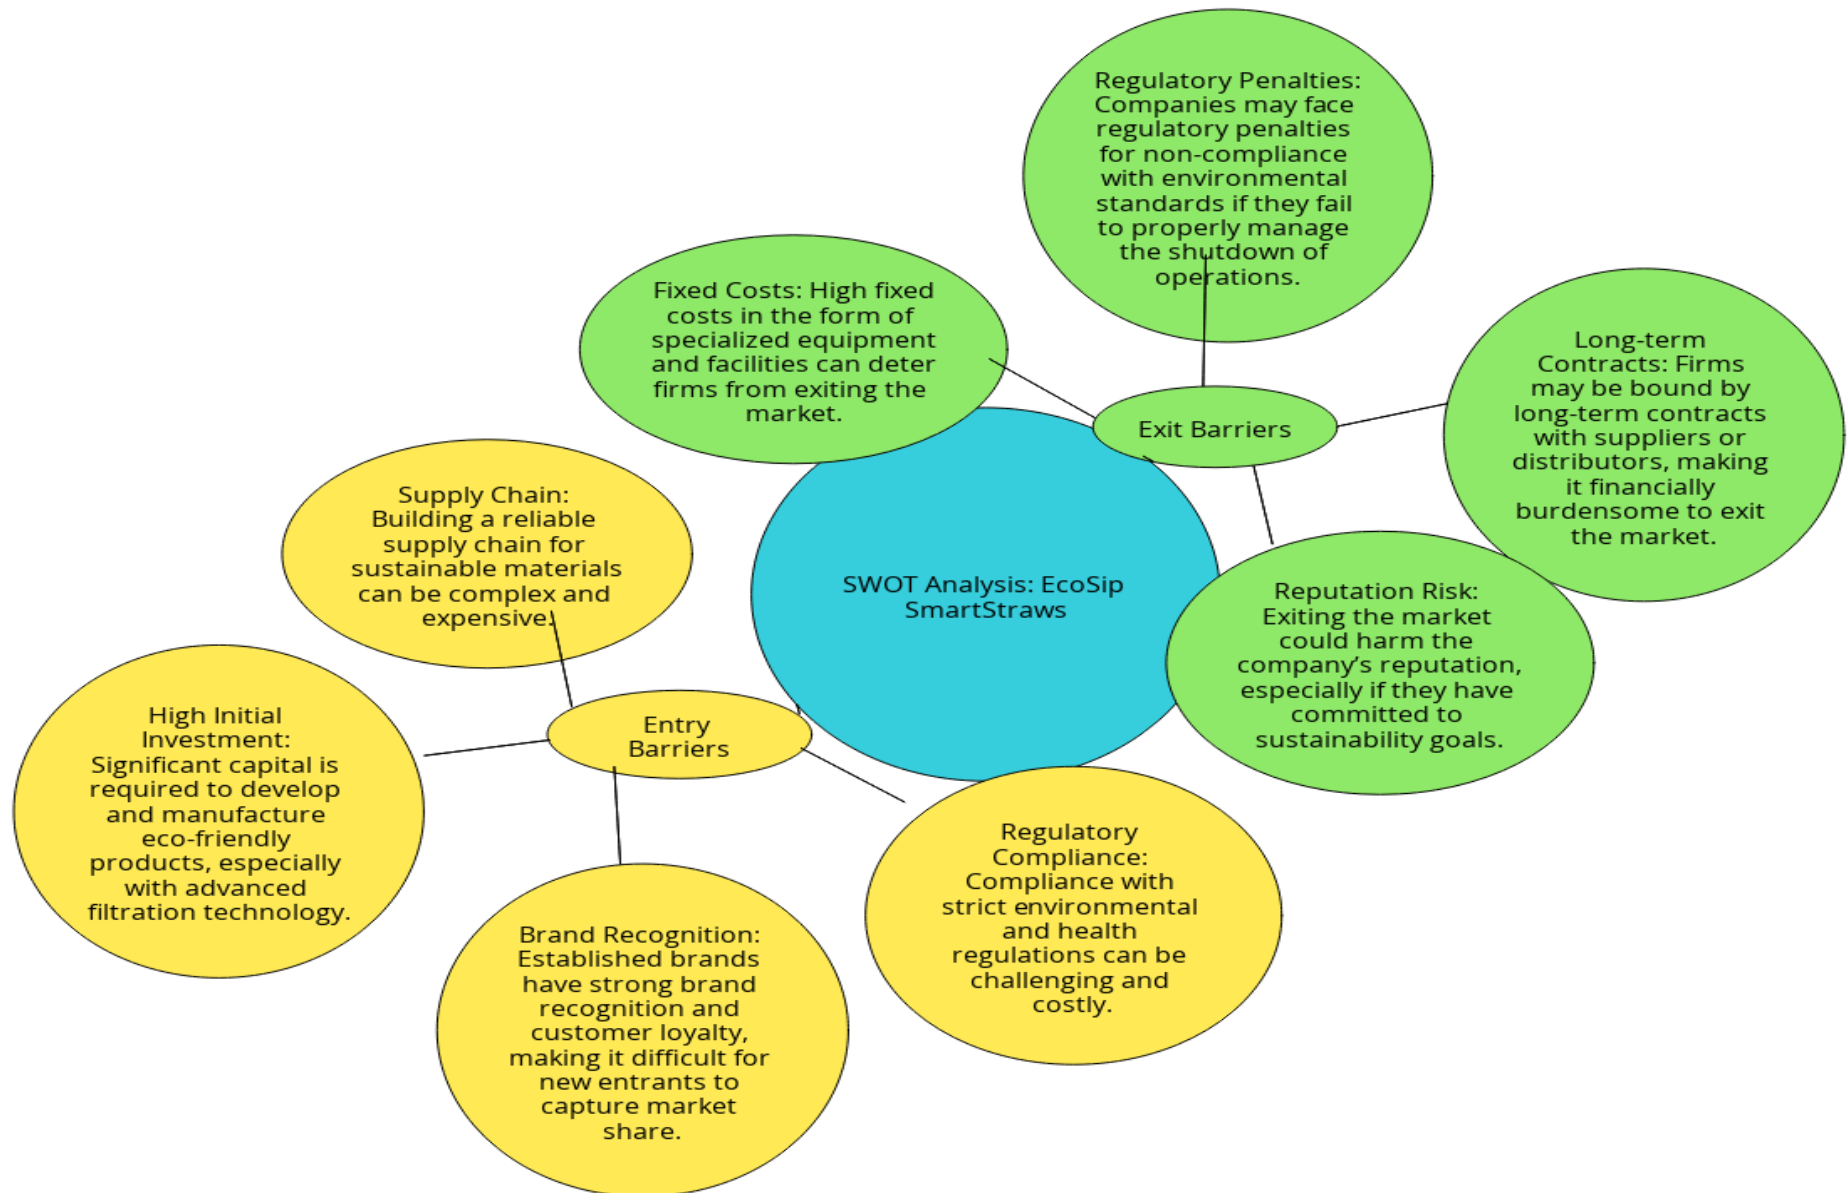 Regulatory Penalties:
Companies may face
regulatory penalties
for non-compliance
with environmental
standards if they fail
to properly manage
the shutdown of
operations.
Fixed Costs: High fixed
costs in the form of
specialized equipment
and facilities can deter
firms from exiting the
market.
Long-term
Contracts: Firms
may be bound by
long-term contracts
with suppliers or
distributors, making
it financially
burdensome to exit
the market.
Exit Barriers
Supply Chain:
Building a reliable
supply chain for
sustainable materials
can be complex and
expensive.
SWOT Analysis: EcoSip
SmartStraws
Reputation Risk:
Exiting the market
could harm the
company’s reputation,
especially if they have
committed to
sustainability goals.
High Initial
Investment:
Significant capital is
required to develop
and manufacture
eco-friendly
products, especially
with advanced
filtration technology.
Entry
Barriers
Regulatory
Compliance:
Compliance with
strict environmental
and health
regulations can be
challenging and
costly.
Brand Recognition:
Established brands
have strong brand
recognition and
customer loyalty,
making it difficult for
new entrants to
capture market
share.